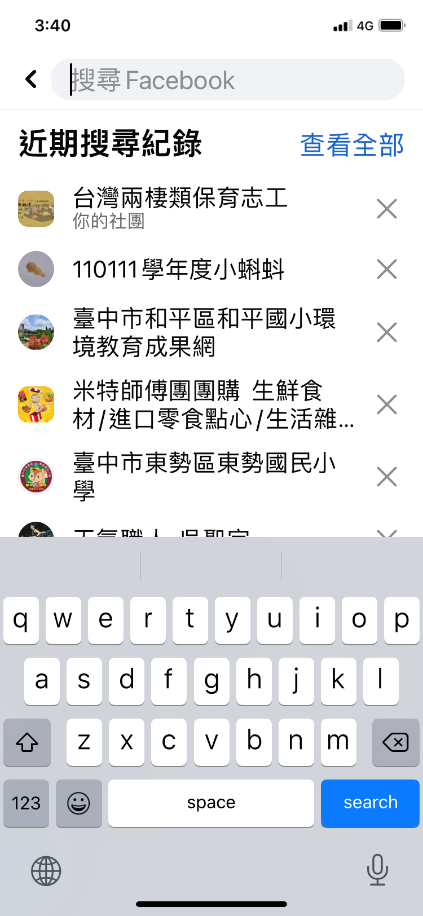 3:40
4G
搜尋 Facebook
近期搜尋紀錄
查看全部
台灣兩棲類保育志工
你的社團
110111學年度小蝌蚪
臺中市和平區和平國小環
境教育成果網
米特師傅團團購 生鮮食
材/進口零食點心/生活雜...
臺中市東勢區東勢國民小
學
q w e r t y u i o p
a s d f g h j k l
z x c v b n m
123
space
search